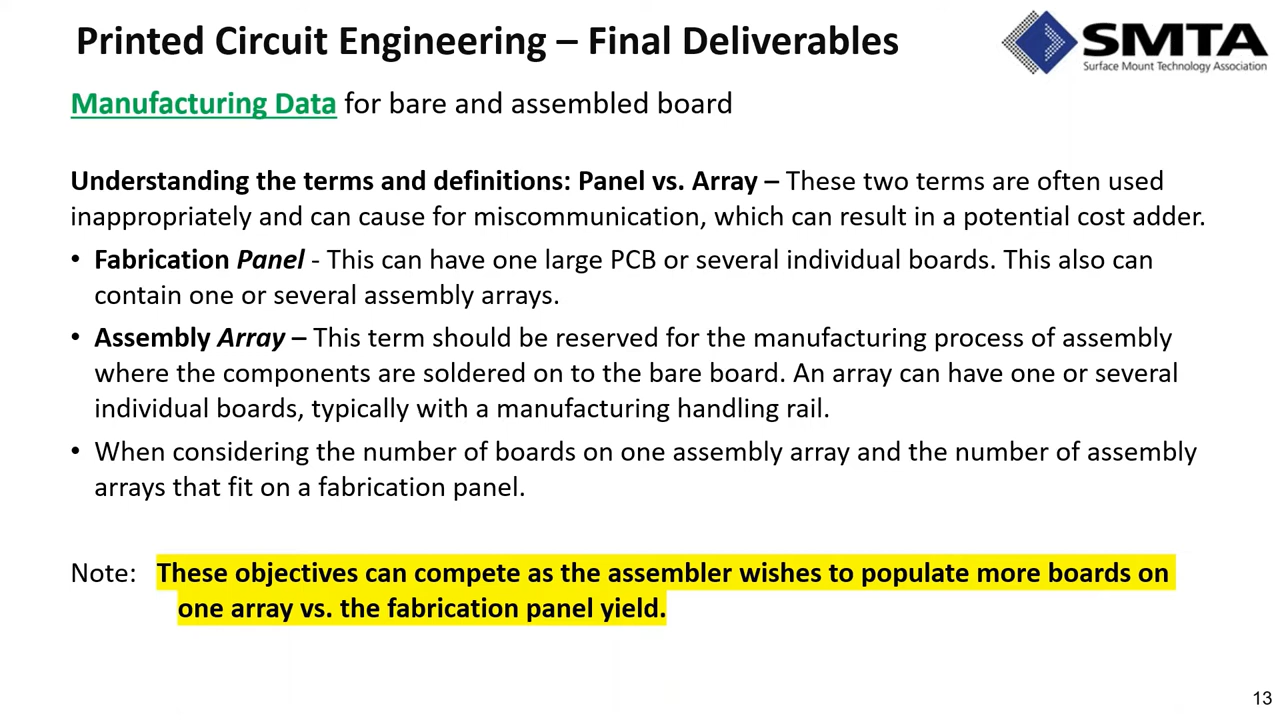 Printed Circuit Engineering – Final Deliverables
SMTA
Surface Mount Technology Association
Manufacturing Data for bare and assembled board
Understanding the terms and definitions: Panel vs. Array – These two terms are often used
inappropriately and can cause for miscommunication, which can result in a potential cost adder.
• Fabrication Panel - This can have one large PCB or several individual boards. This also can
contain one or several assembly arrays.
• Assembly Array – This term should be reserved for the manufacturing process of assembly
where the components are soldered on to the bare board. An array can have one or several
individual boards, typically with a manufacturing handling rail.
• When considering the number of boards on one assembly array and the number of assembly
arrays that fit on a fabrication panel.
Note: These objectives can compete as the assembler wishes to populate more boards on
one array vs. the fabrication panel yield.
13